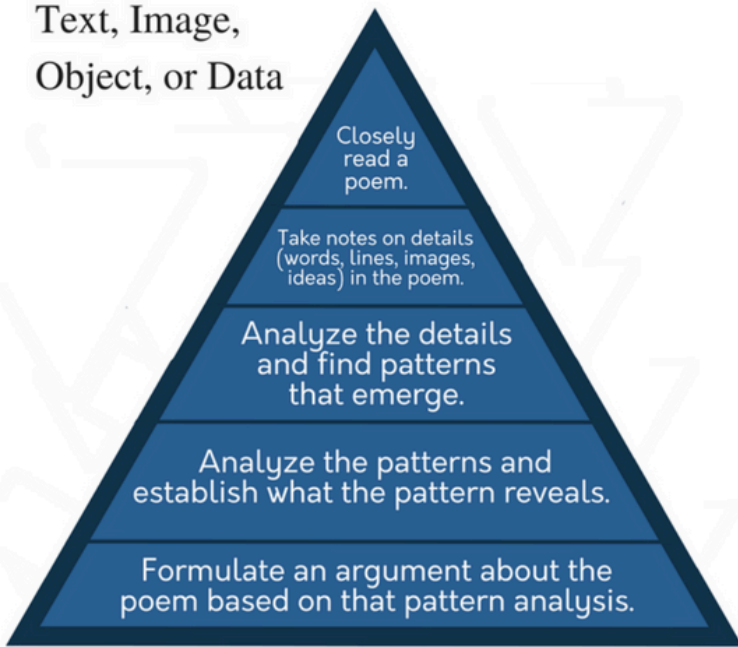 Text, Image,
Object, or Data
Closely
read a
poem.
Take notes on details
(words, lines, images,
ideas) in the poem.
Analyze the details
and find patterns
that emerge.
Analyze the patterns and
establish what the pattern reveals.
Formulate an argument about the
poem based on that pattern analysis.